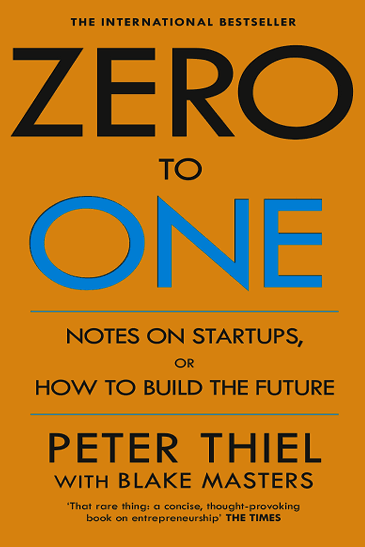 THE INTERNATIONAL BESTSELLER
ZERO
TO
ONE
NOTES ON STARTUPS,
OR
HOW TO BUILD THE FUTURE
PETER THIEL
WITH BLAKE MASTERS
‘That rare thing: a concise, thought-provoking
book on entrepreneurship’ THE TIMES